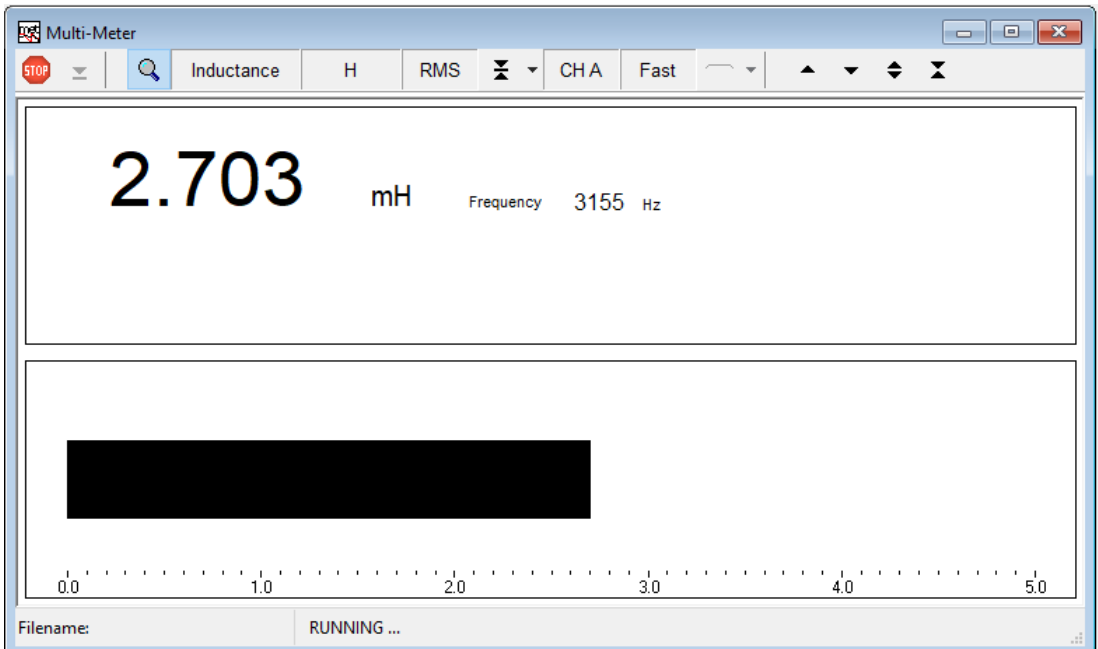 Multi-Meter
STOP Inductance H RMS CH A Fast
2.703 mH Frequency 3155 Hz
0.0 1.0 2.0 3.0 4.0 5.0
Filename: RUNNING ...